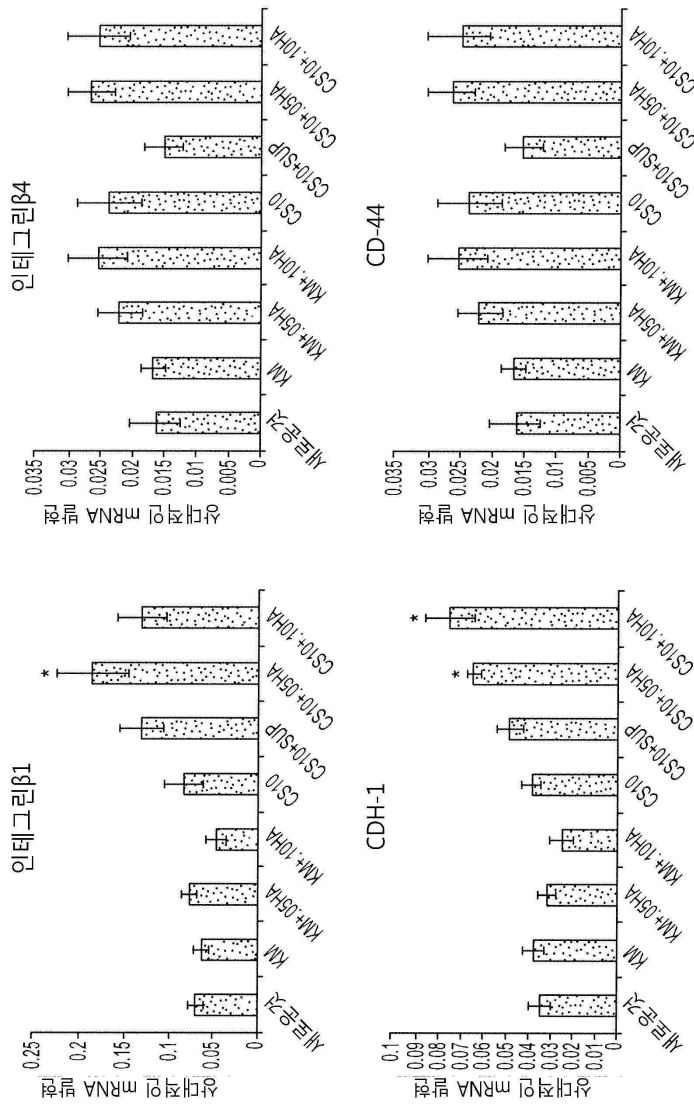 인테그린β1
상대적인 mRNA 발현
0.25
0.2
0.15
0.1
0.05
0
*
새로운것
KM
KM+.05HA
KM+.10HA
CS10
CS10+SUP
CS10+.05HA
CS10+.10HA
인테그린β4
상대적인 mRNA 발현
0.035
0.03
0.025
0.02
0.015
0.01
0.005
0
새로운것
KM
KM+.05HA
KM+.10HA
CS10
CS10+SUP
CS10+.05HA
CS10+.10HA
CDH-1
상대적인 mRNA 발현
0.1
0.09
0.08
0.07
0.06
0.05
0.04
0.03
0.02
0.01
0
*
*
새로운것
KM
KM+.05HA
KM+.10HA
CS10
CS10+SUP
CS10+.05HA
CS10+.10HA
CD-44
상대적인 mRNA 발현
0.035
0.03
0.025
0.02
0.015
0.01
0.005
0
새로운것
KM
KM+.05HA
KM+.10HA
CS10
CS10+SUP
CS10+.05HA
CS10+.10HA